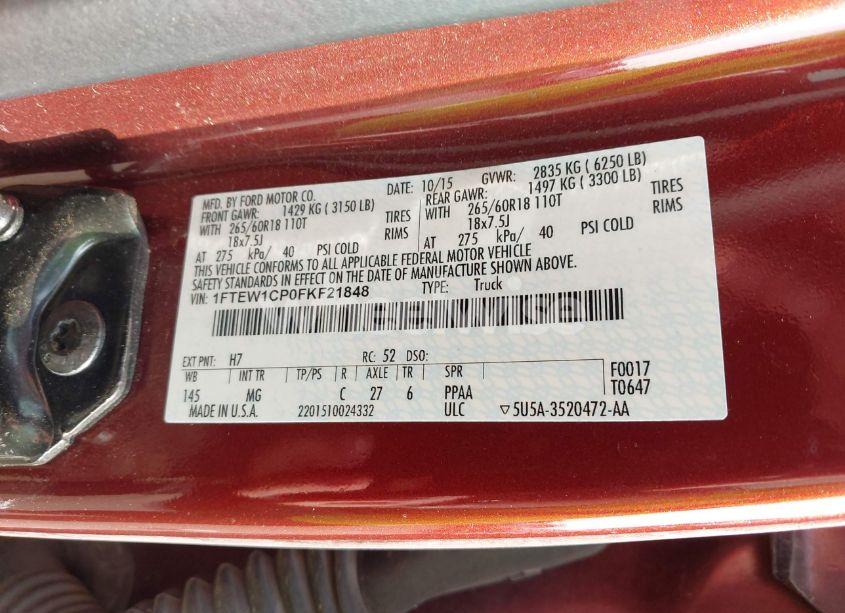 MFD. BY FORD MOTOR CO. DATE: 10/15 GVWR: 2835 KG ( 6250 LB)
FRONT GAWR: 1429 KG ( 3150 LB) REAR GAWR: 1497 KG ( 3300 LB)
WITH 265/60R18 110T TIRES WITH 265/60R18 110T TIRES
18x7.5J RIMS 18x7.5J RIMS
AT 275 kPa/ 40 PSI COLD AT 275 kPa/ 40 PSI COLD
THIS VEHICLE CONFORMS TO ALL APPLICABLE FEDERAL MOTOR VEHICLE
SAFETY STANDARDS IN EFFECT ON THE DATE OF MANUFACTURE SHOWN ABOVE.
1FTEW1CP0FKF21848 TYPE: Truck
EXT PNT: H7 RC: 52 DSO:
WB INT TR TP/PS R AXLE TR SPR F0017
145 MG C 27 6 PPAA T0647
MADE IN U.S.A. 2201510024332 ULC ▽5U5A-3520472-AA